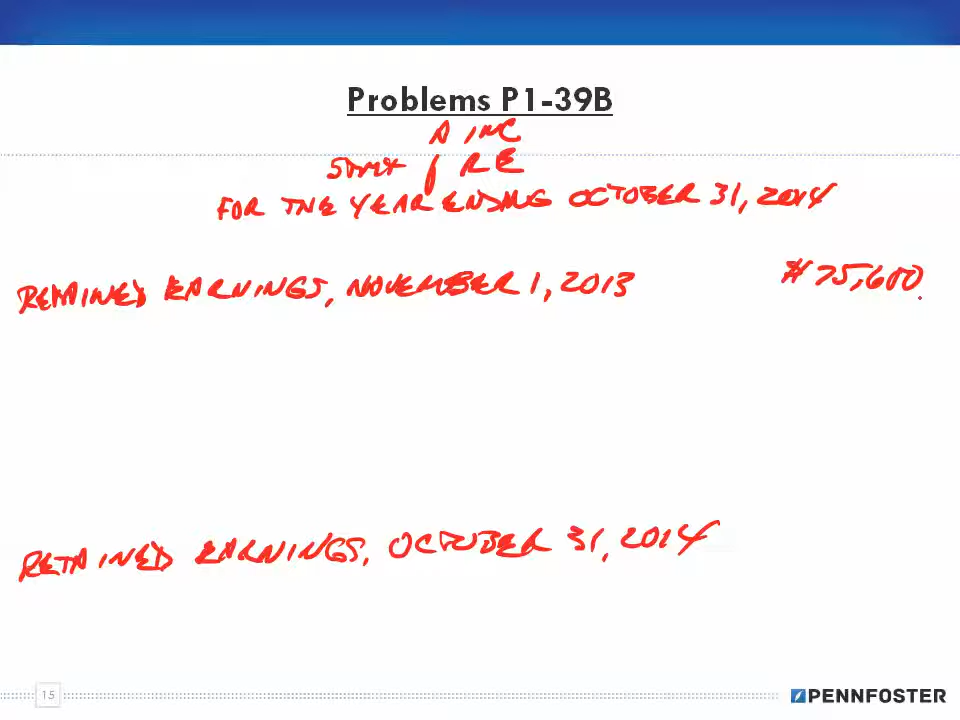 Problems P1-39B
A INC
Stmt of RE
FOR THE YEAR ENDING OCTOBER 31, 2014
RETAINED EARNINGS, NOVEMBER 1, 2013 $75,600
RETAINED EARNINGS, OCTOBER 31, 2014
15
PENNFOSTER